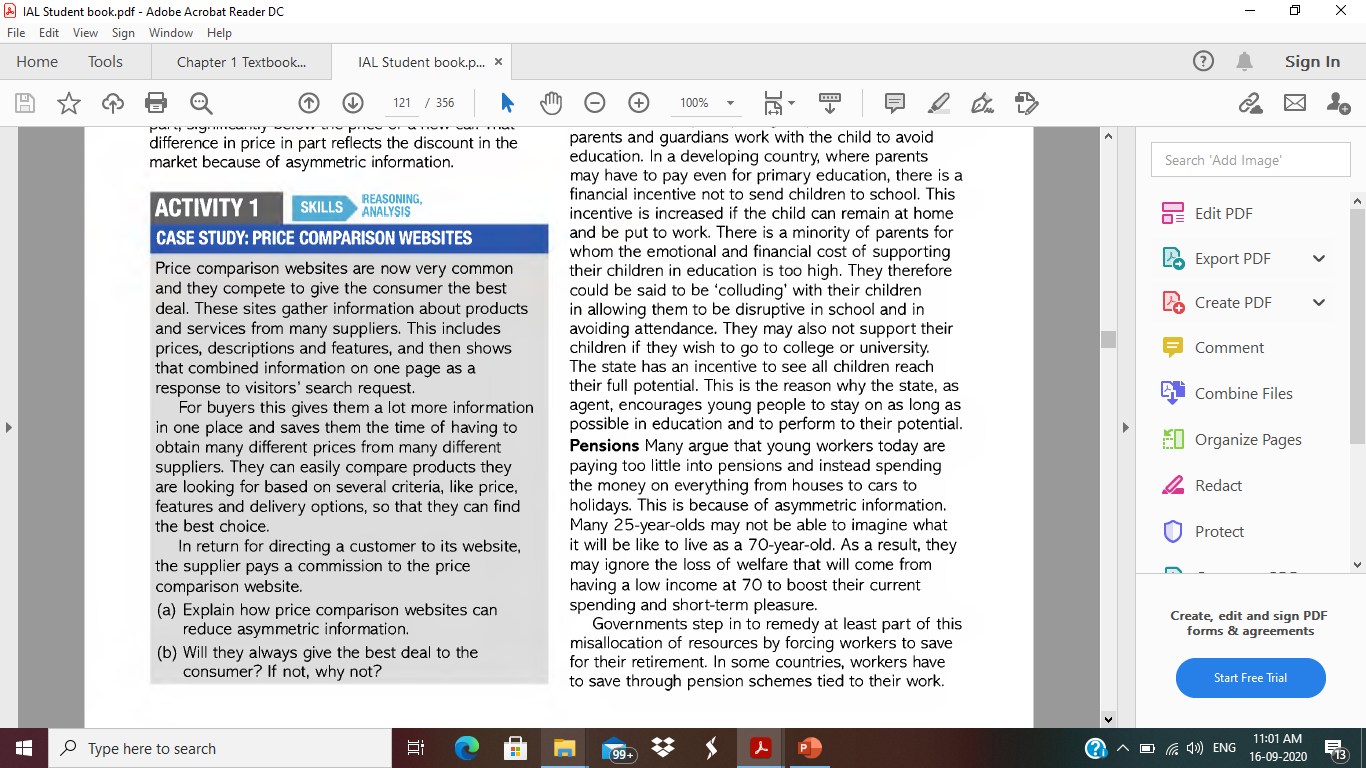 IAL Student book.pdf - Adobe Acrobat Reader DC
File Edit View Sign Window Help
Home Tools Chapter 1 Textbook... IAL Student book.p... ×
? Sign In
121 / 356 100%
part, significantly below the price of a new car. That
difference in price in part reflects the discount in the
market because of asymmetric information.
ACTIVITY 1
SKILLS
REASONING,
ANALYSIS
CASE STUDY: PRICE COMPARISON WEBSITES
Price comparison websites are now very common
and they compete to give the consumer the best
deal. These sites gather information about products
and services from many suppliers. This includes
prices, descriptions and features, and then shows
that combined information on one page as a
response to visitors' search request.
For buyers this gives them a lot more information
in one place and saves them the time of having to
obtain many different prices from many different
suppliers. They can easily compare products they
are looking for based on several criteria, like price,
features and delivery options, so that they can find
the best choice.
In return for directing a customer to its website,
the supplier pays a commission to the price
comparison website.
(a) Explain how price comparison websites can
reduce asymmetric information.
(b) Will they always give the best deal to the
consumer? If not, why not?
parents and guardians work with the child to avoid
education. In a developing country, where parents
may have to pay even for primary education, there is a
financial incentive not to send children to school. This
incentive is increased if the child can remain at home
and be put to work. There is a minority of parents for
whom the emotional and financial cost of supporting
their children in education is too high. They therefore
could be said to be 'colluding' with their children
in allowing them to be disruptive in school and in
avoiding attendance. They may also not support their
children if they wish to go to college or university.
The state has an incentive to see all children reach
their full potential. This is the reason why the state, as
agent, encourages young people to stay on as long as
possible in education and to perform to their potential.
Pensions Many argue that young workers today are
paying too little into pensions and instead spending
the money on everything from houses to cars to
holidays. This is because of asymmetric information.
Many 25-year-olds may not be able to imagine what
it will be like to live as a 70-year-old. As a result, they
may ignore the loss of welfare that will come from
having a low income at 70 to boost their current
spending and short-term pleasure.
Governments step in to remedy at least part of this
misallocation of resources by forcing workers to save
for their retirement. In some countries, workers have
to save through pension schemes tied to their work.
Search 'Add Image'
Edit PDF
Export PDF
Create PDF
Comment
Combine Files
Organize Pages
Redact
Protect
Create, edit and sign PDF
forms & agreements
Start Free Trial
Type here to search
99+
ENG
11:01 AM
16-09-2020
13